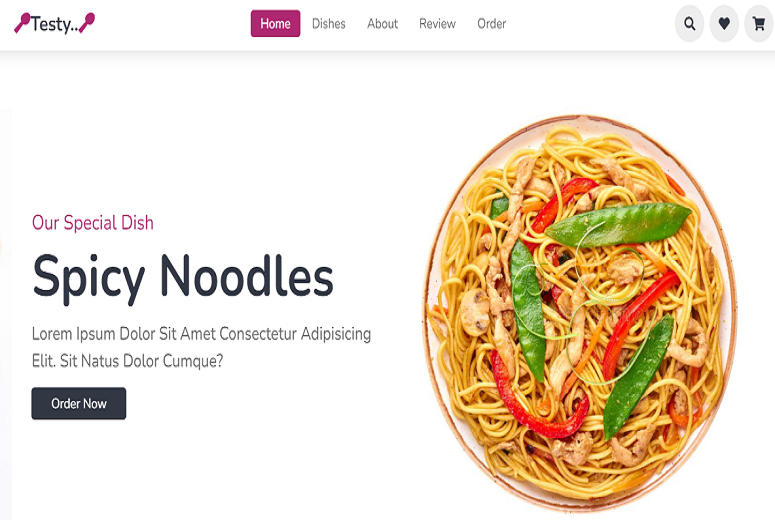 Testy..
Home Dishes About Review Order
Our Special Dish
Spicy Noodles
Lorem Ipsum Dolor Sit Amet Consectetur Adipisicing
Elit. Sit Natus Dolor Cumque?
Order Now